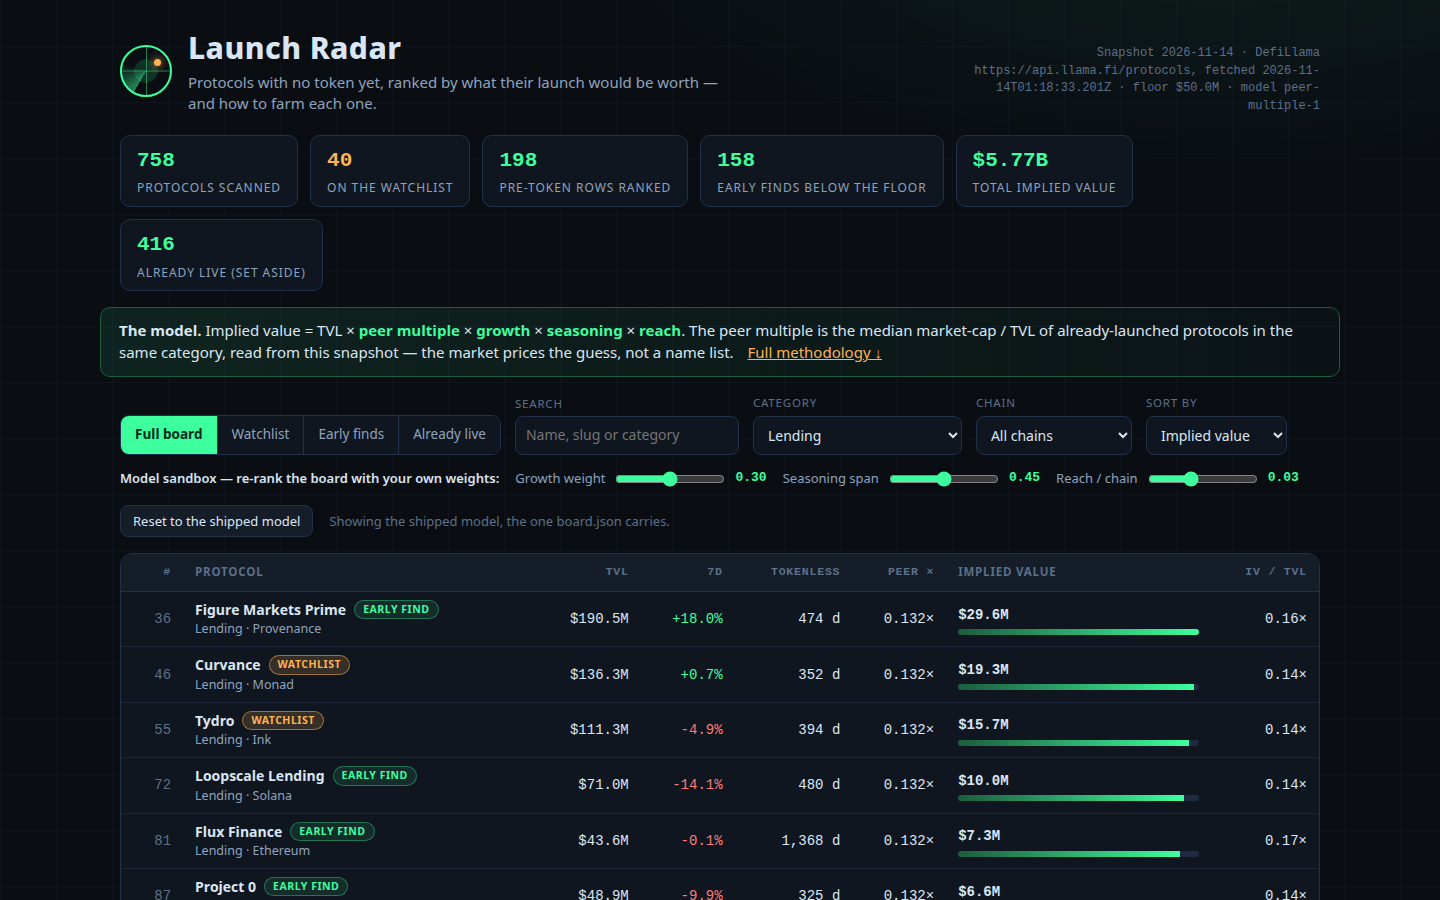 Launch Radar
Protocols with no token yet, ranked by what their launch would be worth —
and how to farm each one.
Snapshot 2026-11-14 · DefiLlama
https://api.llama.fi/protocols, fetched 2026-11-
14T01:18:33.201Z · floor $50.0M · model peer-
multiple-1
758
PROTOCOLS SCANNED
40
ON THE WATCHLIST
198
PRE-TOKEN ROWS RANKED
158
EARLY FINDS BELOW THE FLOOR
$5.77B
TOTAL IMPLIED VALUE
416
ALREADY LIVE (SET ASIDE)
The model. Implied value = TVL × peer multiple × growth × seasoning × reach. The peer multiple is the median market-cap / TVL of already-launched protocols in the
same category, read from this snapshot — the market prices the guess, not a name list. Full methodology ↓
Full board Watchlist Early finds Already live
SEARCH
Name, slug or category
CATEGORY
Lending
CHAIN
All chains
SORT BY
Implied value
Model sandbox — re-rank the board with your own weights: Growth weight 0.30 Seasoning span 0.45 Reach / chain 0.03
Reset to the shipped model Showing the shipped model, the one board.json carries.
# PROTOCOL TVL 7D TOKENLESS PEER × IMPLIED VALUE IV / TVL
36 Figure Markets Prime EARLY FIND $190.5M +18.0% 474 d 0.132× $29.6M 0.16×
Lending · Provenance
46 Curvance WATCHLIST $136.3M +0.7% 352 d 0.132× $19.3M 0.14×
Lending · Monad
55 Tydro WATCHLIST $111.3M -4.9% 394 d 0.132× $15.7M 0.14×
Lending · Ink
72 Loopscale Lending EARLY FIND $71.0M -14.1% 480 d 0.132× $10.0M 0.14×
Lending · Solana
81 Flux Finance EARLY FIND $43.6M -0.1% 1,368 d 0.132× $7.3M 0.17×
Lending · Ethereum
87 Project 0 EARLY FIND $48.9M -9.9% 325 d 0.132× $6.6M 0.14×